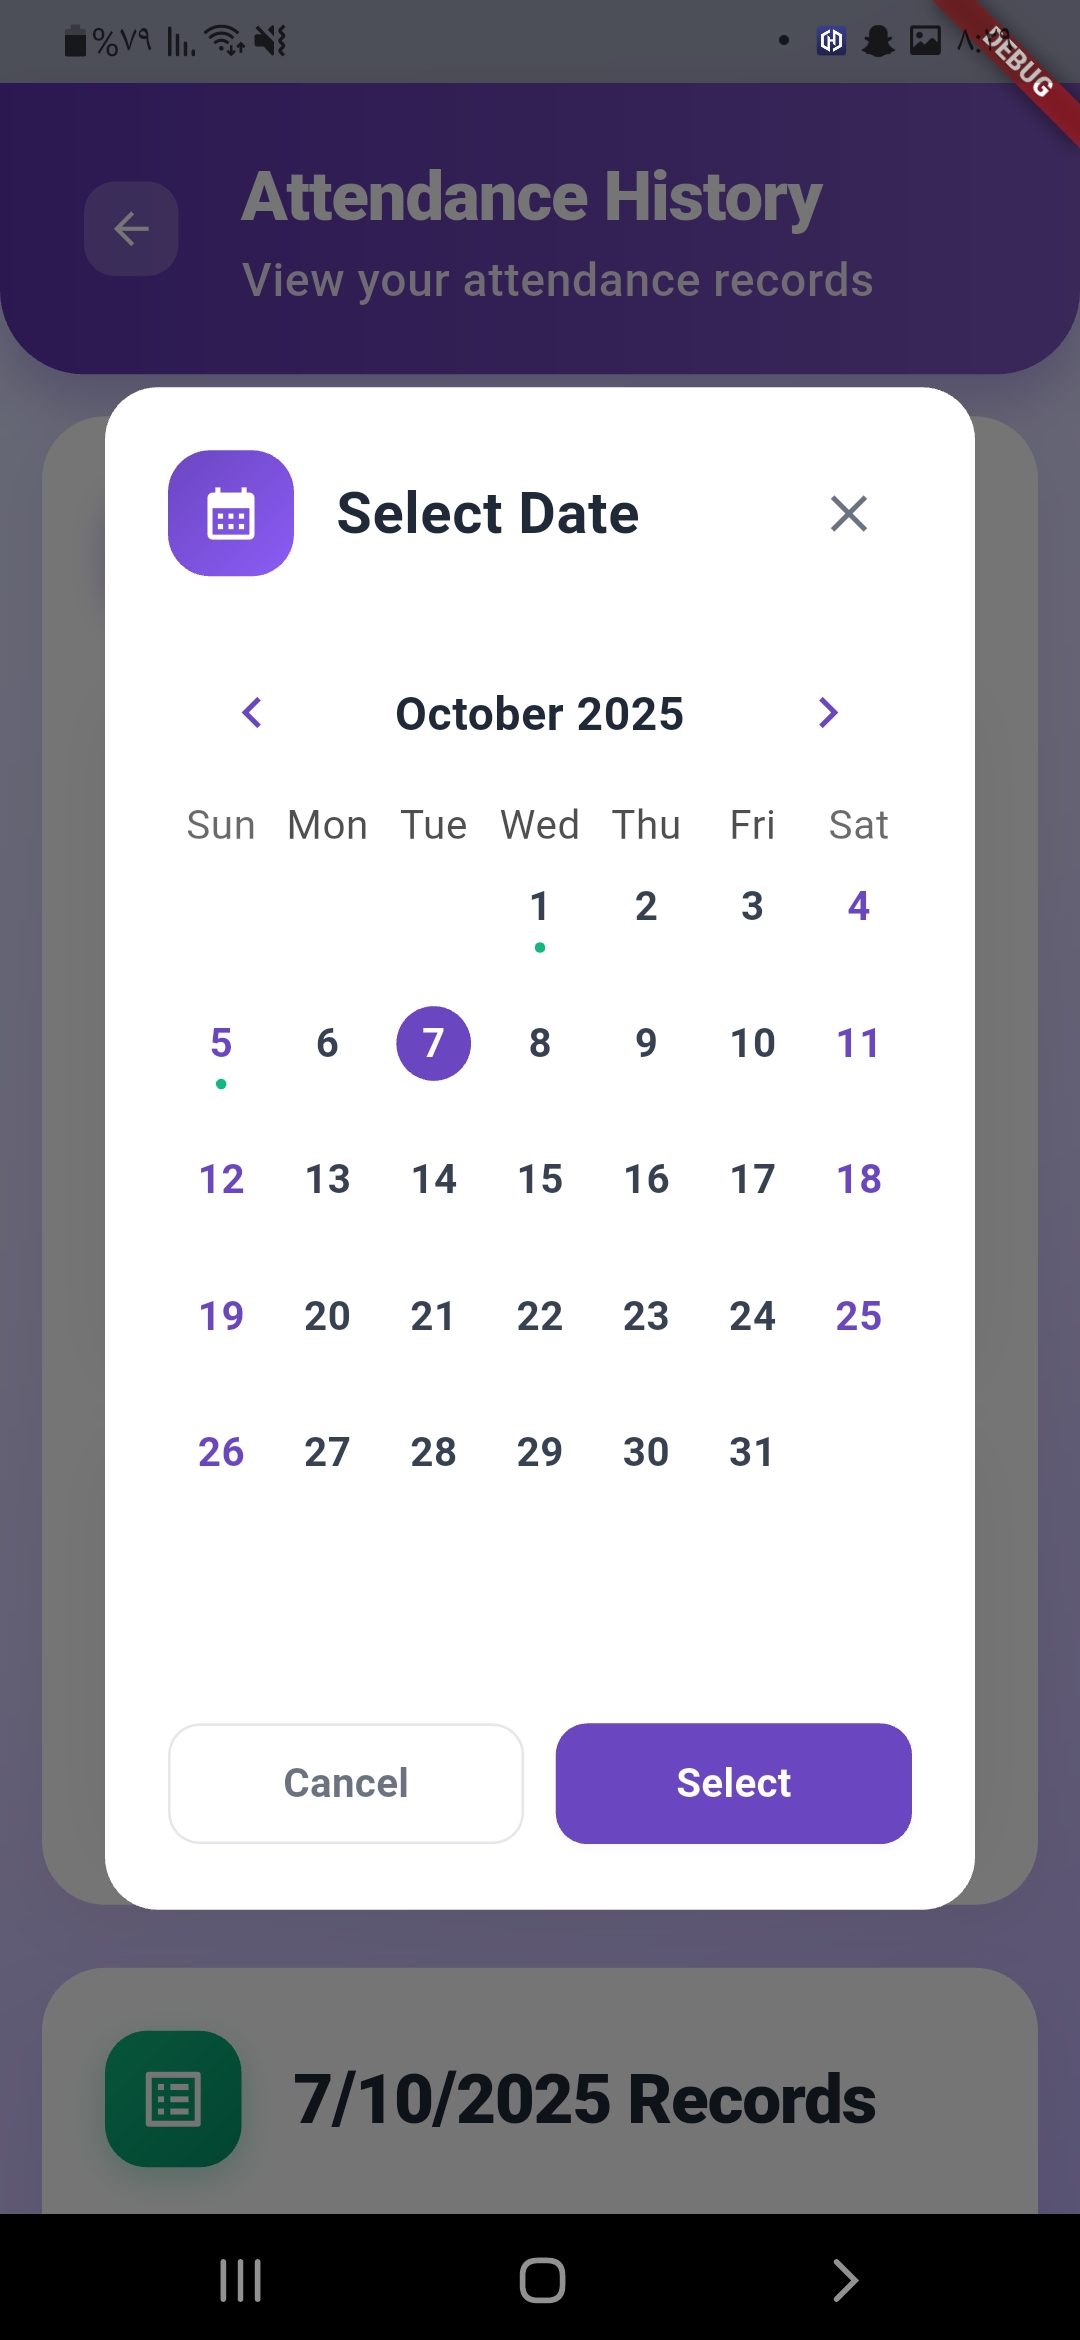 %٧٩
DEBUG
Attendance History
View your attendance records
Select Date
October 2025
Sun Mon Tue Wed Thu Fri Sat
1 2 3 4
5 6 7 8 9 10 11
12 13 14 15 16 17 18
19 20 21 22 23 24 25
26 27 28 29 30 31
Cancel Select
7/10/2025 Records